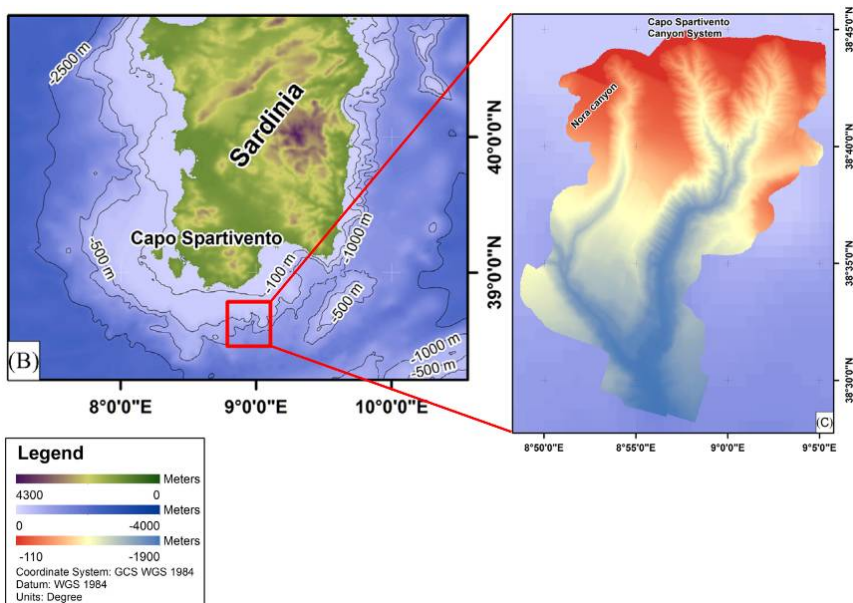 Capo Spartivento
Canyon System
Nora canyon
-2500 m
Sardinia
Capo Spartivento
-500 m
-100 m
-1000 m
-500 m
-1000 m
-500 m
(B)
40°0'0"N
39°0'0"N
8°0'0"E
9°0'0"E
10°0'0"E
38°45'0"N
38°40'0"N
38°35'0"N
38°30'0"N
(C)
8°50'0"E
8°55'0"E
9°0'0"E
9°5'0"E
Legend
Meters
4300 0
Meters
0 -4000
Meters
-110 -1900
Coordinate System: GCS WGS 1984
Datum: WGS 1984
Units: Degree